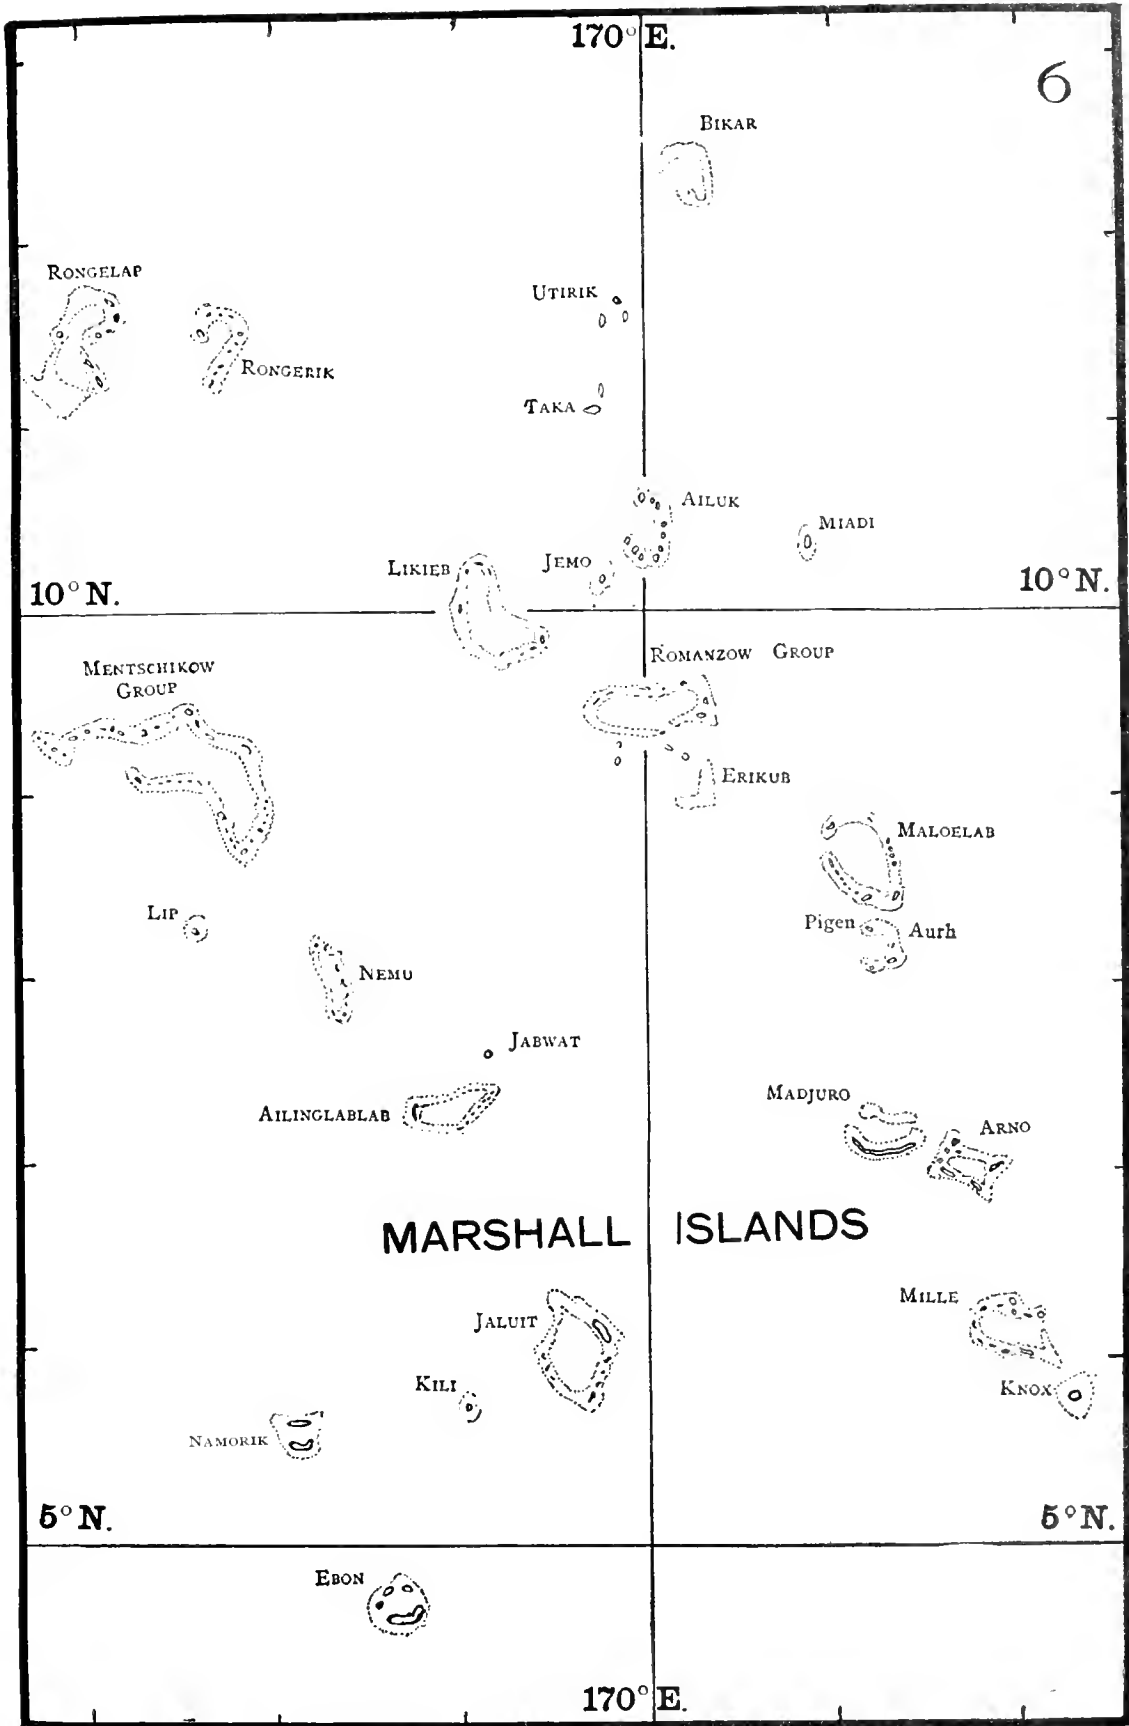 170° E.
6
BIKAR
RONGELAP
UTIRIK
RONGERIK
TAKA
AILUK
MIADI
JEMO
LIKIEB
10° N.
10° N.
ROMANZOW GROUP
MENTSCHIKOW
GROUP
ERIKUB
MALOELAB
LIP
Pigen
Aurh
NEMU
JABWAT
MADJURO
AILINGLABLAB
ARNO
MARSHALL ISLANDS
MILLE
JALUIT
KILI
KNOX
NAMORIK
5° N.
5° N.
EBON
170° E.